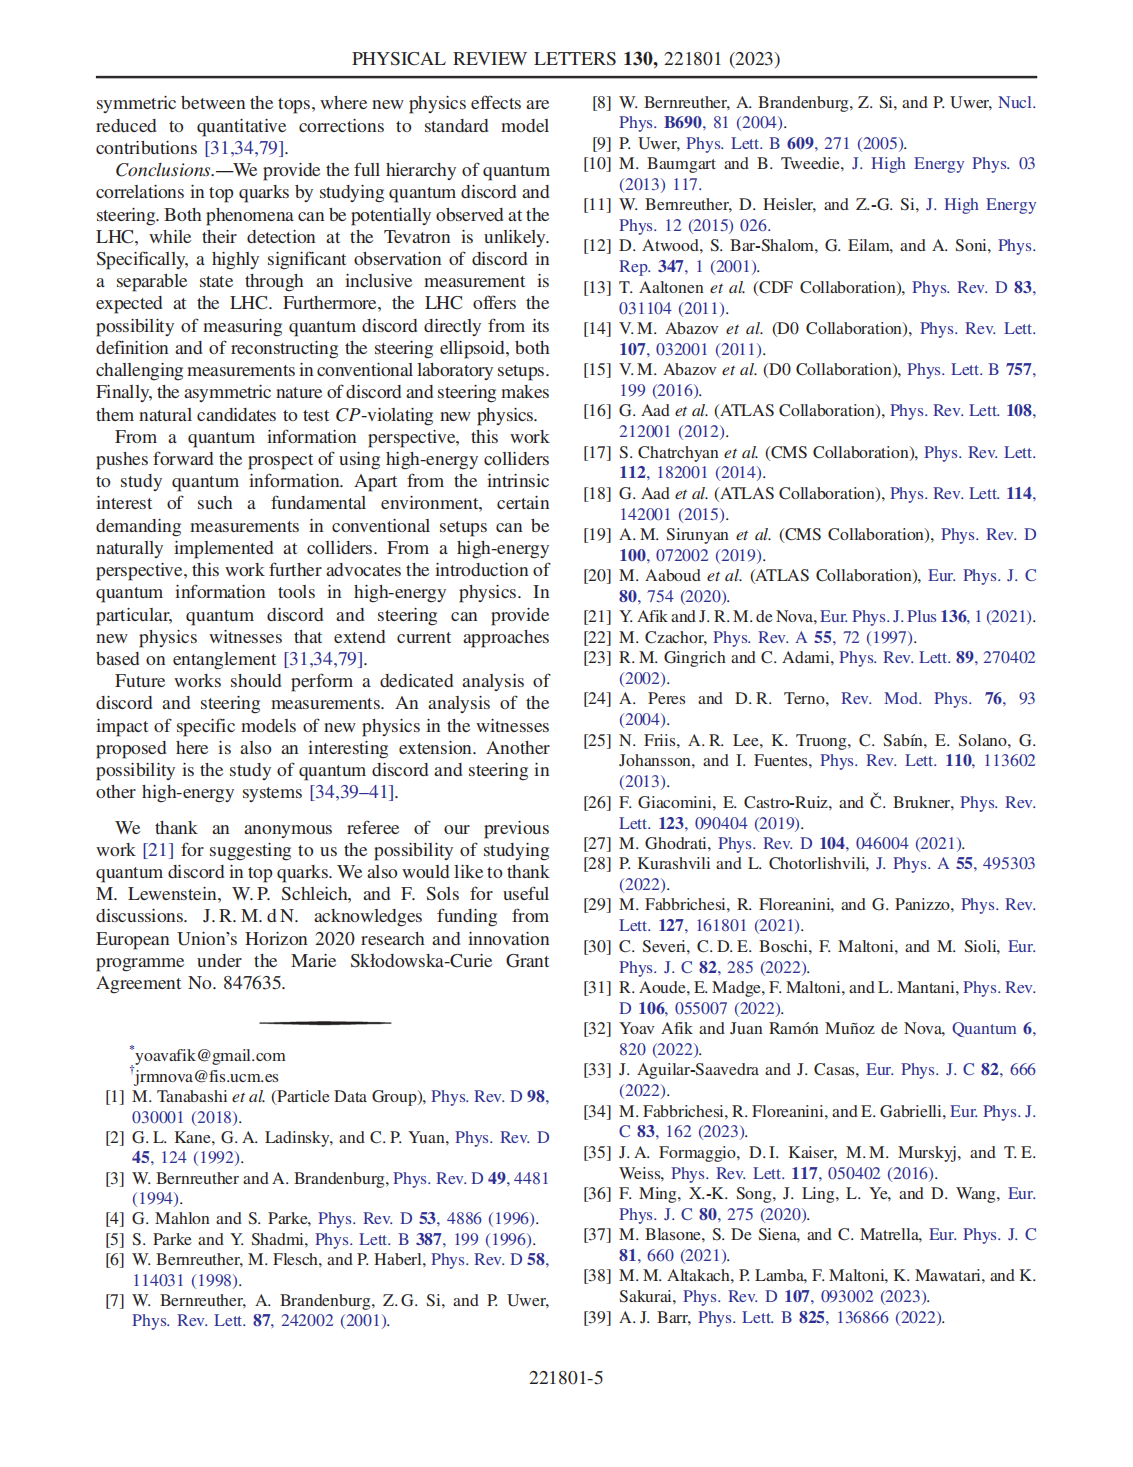 PHYSICAL REVIEW LETTERS 130, 221801 (2023)
symmetric between the tops, where new physics effects are
reduced to quantitative corrections to standard model
contributions [31,34,79].
Conclusions.—We provide the full hierarchy of quantum
correlations in top quarks by studying quantum discord and
steering. Both phenomena can be potentially observed at the
LHC, while their detection at the Tevatron is unlikely.
Specifically, a highly significant observation of discord in
a separable state through an inclusive measurement is
expected at the LHC. Furthermore, the LHC offers the
possibility of measuring quantum discord directly from its
definition and of reconstructing the steering ellipsoid, both
challenging measurements in conventional laboratory setups.
Finally, the asymmetric nature of discord and steering makes
them natural candidates to test CP-violating new physics.
From a quantum information perspective, this work
pushes forward the prospect of using high-energy colliders
to study quantum information. Apart from the intrinsic
interest of such a fundamental environment, certain
demanding measurements in conventional setups can be
naturally implemented at colliders. From a high-energy
perspective, this work further advocates the introduction of
quantum information tools in high-energy physics. In
particular, quantum discord and steering can provide
new physics witnesses that extend current approaches
based on entanglement [31,34,79].
Future works should perform a dedicated analysis of
discord and steering measurements. An analysis of the
impact of specific models of new physics in the witnesses
proposed here is also an interesting extension. Another
possibility is the study of quantum discord and steering in
other high-energy systems [34,39–41].
We thank an anonymous referee of our previous
work [21] for suggesting to us the possibility of studying
quantum discord in top quarks. We also would like to thank
M. Lewenstein, W. P. Schleich, and F. Sols for useful
discussions. J. R. M. d N. acknowledges funding from
European Union's Horizon 2020 research and innovation
programme under the Marie Skłodowska-Curie Grant
Agreement No. 847635.
*yoavafik@gmail.com
†jrmnova@fis.ucm.es
[1] M. Tanabashi et al. (Particle Data Group), Phys. Rev. D 98,
030001 (2018).
[2] G. L. Kane, G. A. Ladinsky, and C. P. Yuan, Phys. Rev. D
45, 124 (1992).
[3] W. Bernreuther and A. Brandenburg, Phys. Rev. D 49, 4481
(1994).
[4] G. Mahlon and S. Parke, Phys. Rev. D 53, 4886 (1996).
[5] S. Parke and Y. Shadmi, Phys. Lett. B 387, 199 (1996).
[6] W. Bernreuther, M. Flesch, and P. Haberl, Phys. Rev. D 58,
114031 (1998).
[7] W. Bernreuther, A. Brandenburg, Z. G. Si, and P. Uwer,
Phys. Rev. Lett. 87, 242002 (2001).
[8] W. Bernreuther, A. Brandenburg, Z. Si, and P. Uwer, Nucl.
Phys. B690, 81 (2004).
[9] P. Uwer, Phys. Lett. B 609, 271 (2005).
[10] M. Baumgart and B. Tweedie, J. High Energy Phys. 03
(2013) 117.
[11] W. Bernreuther, D. Heisler, and Z.-G. Si, J. High Energy
Phys. 12 (2015) 026.
[12] D. Atwood, S. Bar-Shalom, G. Eilam, and A. Soni, Phys.
Rep. 347, 1 (2001).
[13] T. Aaltonen et al. (CDF Collaboration), Phys. Rev. D 83,
031104 (2011).
[14] V. M. Abazov et al. (D0 Collaboration), Phys. Rev. Lett.
107, 032001 (2011).
[15] V. M. Abazov et al. (D0 Collaboration), Phys. Lett. B 757,
199 (2016).
[16] G. Aad et al. (ATLAS Collaboration), Phys. Rev. Lett. 108,
212001 (2012).
[17] S. Chatrchyan et al. (CMS Collaboration), Phys. Rev. Lett.
112, 182001 (2014).
[18] G. Aad et al. (ATLAS Collaboration), Phys. Rev. Lett. 114,
142001 (2015).
[19] A. M. Sirunyan et al. (CMS Collaboration), Phys. Rev. D
100, 072002 (2019).
[20] M. Aaboud et al. (ATLAS Collaboration), Eur. Phys. J. C
80, 754 (2020).
[21] Y. Afik and J. R. M. de Nova, Eur. Phys. J. Plus 136, 1 (2021).
[22] M. Czachor, Phys. Rev. A 55, 72 (1997).
[23] R. M. Gingrich and C. Adami, Phys. Rev. Lett. 89, 270402
(2002).
[24] A. Peres and D. R. Terno, Rev. Mod. Phys. 76, 93
(2004).
[25] N. Friis, A. R. Lee, K. Truong, C. Sabín, E. Solano, G.
Johansson, and I. Fuentes, Phys. Rev. Lett. 110, 113602
(2013).
[26] F. Giacomini, E. Castro-Ruiz, and Č. Brukner, Phys. Rev.
Lett. 123, 090404 (2019).
[27] M. Ghodrati, Phys. Rev. D 104, 046004 (2021).
[28] P. Kurashvili and L. Chotorlishvili, J. Phys. A 55, 495303
(2022).
[29] M. Fabbrichesi, R. Floreanini, and G. Panizzo, Phys. Rev.
Lett. 127, 161801 (2021).
[30] C. Severi, C. D. E. Boschi, F. Maltoni, and M. Sioli, Eur.
Phys. J. C 82, 285 (2022).
[31] R. Aoude, E. Madge, F. Maltoni, and L. Mantani, Phys. Rev.
D 106, 055007 (2022).
[32] Yoav Afik and Juan Ramón Muñoz de Nova, Quantum 6,
820 (2022).
[33] J. Aguilar-Saavedra and J. Casas, Eur. Phys. J. C 82, 666
(2022).
[34] M. Fabbrichesi, R. Floreanini, and E. Gabrielli, Eur. Phys. J.
C 83, 162 (2023).
[35] J. A. Formaggio, D. I. Kaiser, M. M. Murskyj, and T. E.
Weiss, Phys. Rev. Lett. 117, 050402 (2016).
[36] F. Ming, X.-K. Song, J. Ling, L. Ye, and D. Wang, Eur.
Phys. J. C 80, 275 (2020).
[37] M. Blasone, S. De Siena, and C. Matrella, Eur. Phys. J. C
81, 660 (2021).
[38] M. M. Altakach, P. Lamba, F. Maltoni, K. Mawatari, and K.
Sakurai, Phys. Rev. D 107, 093002 (2023).
[39] A. J. Barr, Phys. Lett. B 825, 136866 (2022).
221801-5